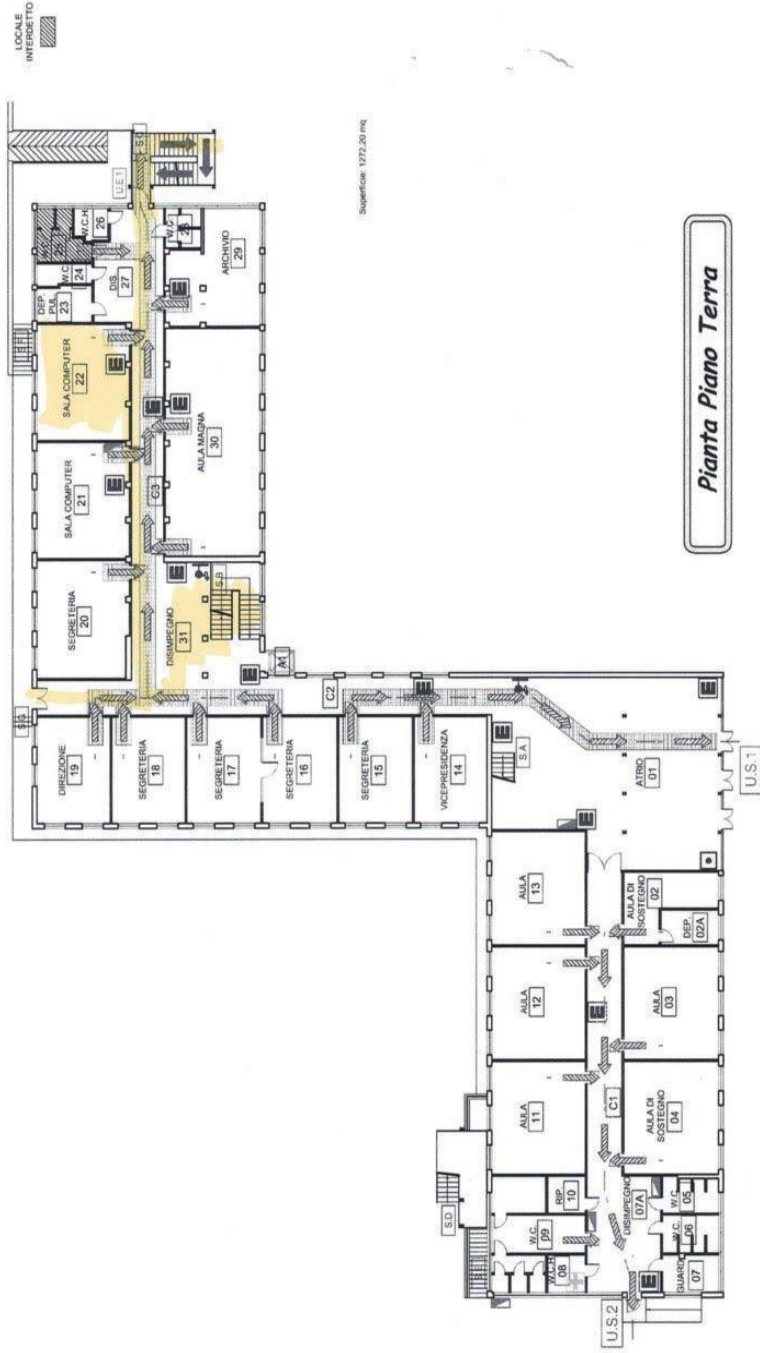 LOCALE
INTERDETTO
S.C
U.E.1
W.C.H
26
W.C
24
DEP.
PUL.
23
DIS.
27
W.C
28
ARCHIVIO
29
SALA COMPUTER
22
SALA COMPUTER
21
SEGRETERIA
20
C3
AULA MAGNA
30
DISIMPEGNO
31
S.B
A1
Superficie: 1272.20 mq
DIREZIONE
19
SEGRETERIA
18
SEGRETERIA
17
SEGRETERIA
16
SEGRETERIA
15
VICEPRESIDENZA
14
C2
S.A
ATRIO
01
U.S.1
AULA
13
AULA
12
AULA
11
AULA DI
SOSTEGNO
02
DEP.
02A
AULA
03
AULA DI
SOSTEGNO
04
C1
S.D
RIP.
10
W.C.
09
W.C.H
08
DISIMPEGNO
07A
W.C.
05
W.C.
06
GUARD.
07
U.S.2
E
E
E
E
E
E
E
E
E
E
E
E
E
Pianta Piano Terra